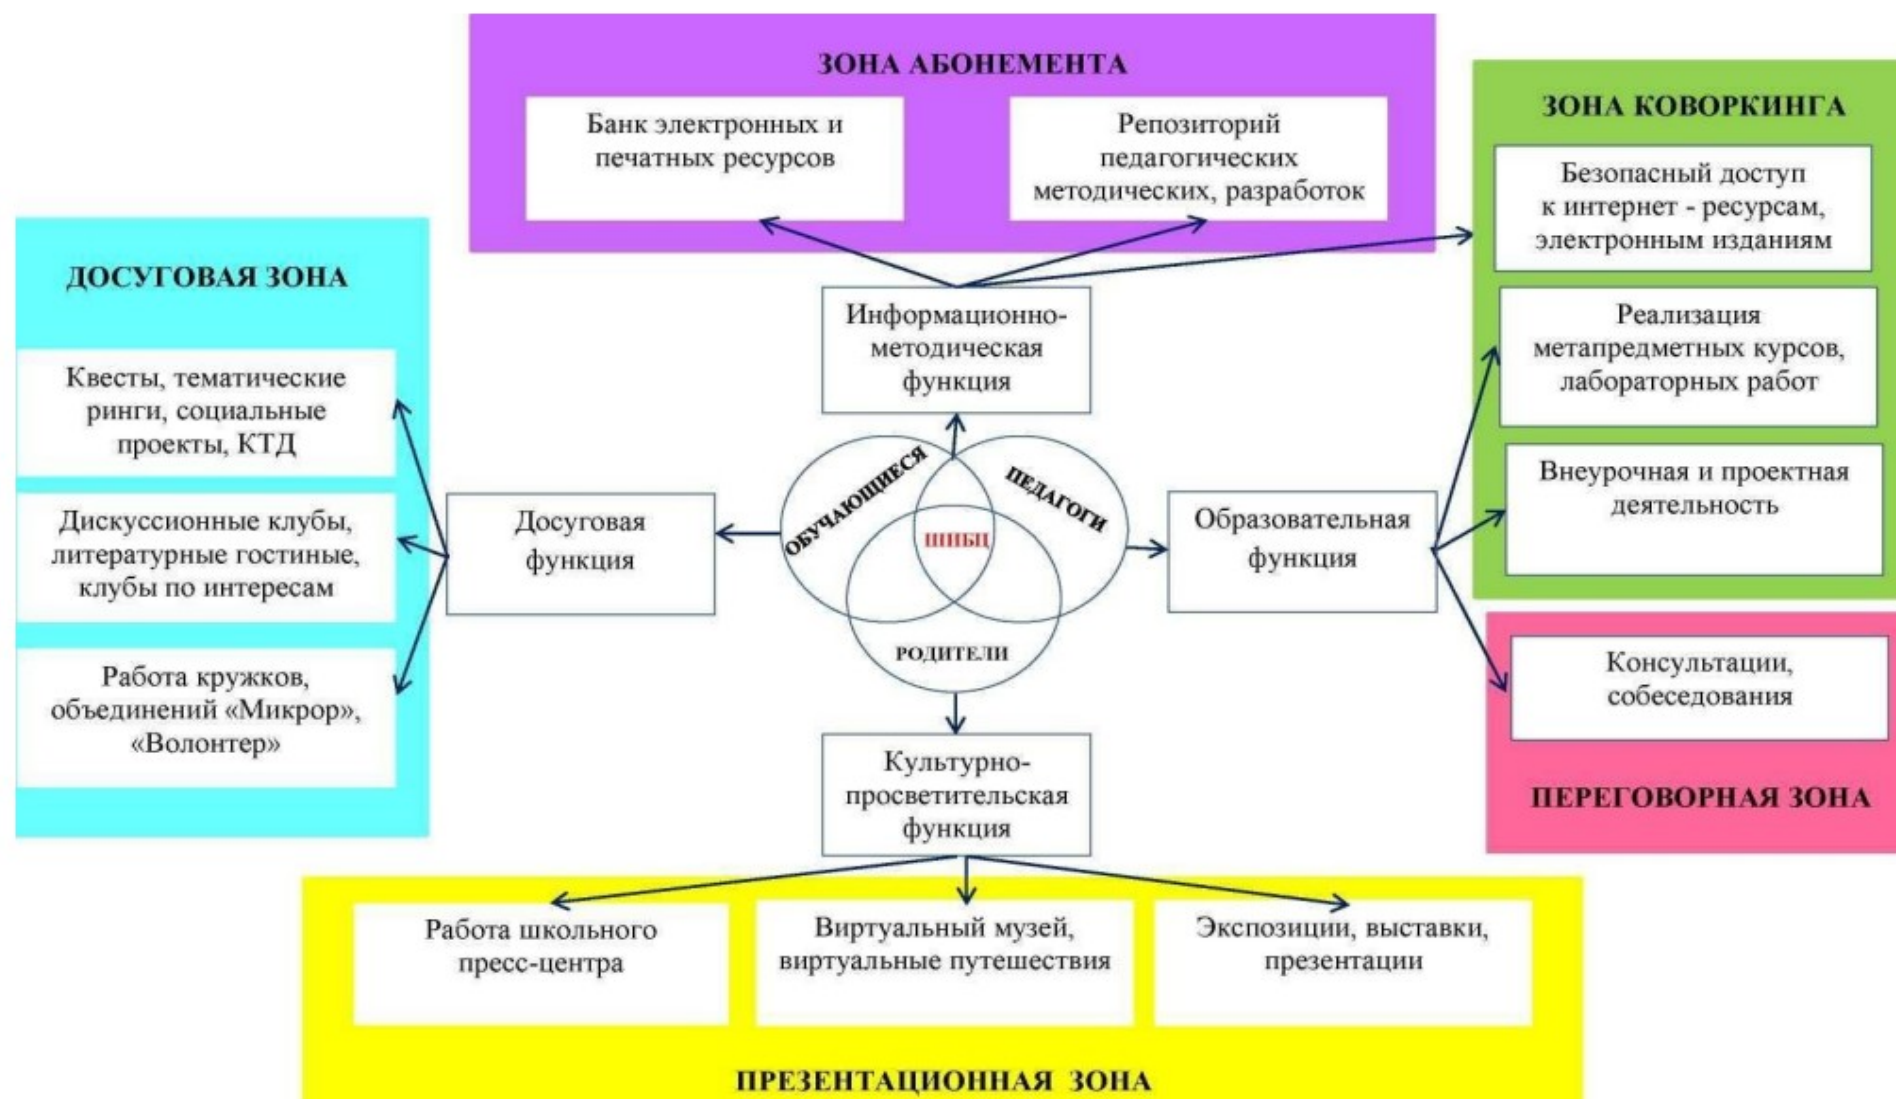 ЗОНА АБОНЕМЕНТА
Банк электронных и
печатных ресурсов
Репозиторий
педагогических
методических, разработок
ЗОНА КОВОРКИНГА
Безопасный доступ
к интернет - ресурсам,
электронным изданиям
Реализация
метапредметных курсов,
лабораторных работ
Внеурочная и проектная
деятельность
ДОСУГОВАЯ ЗОНА
Квесты, тематические
ринги, социальные
проекты, КТД
Дискуссионные клубы,
литературные гостиные,
клубы по интересам
Работа кружков,
объединений «Микрор»,
«Волонтер»
Информационно-
методическая
функция
Досуговая
функция
ОБУЧАЮЩИЕСЯ
ПЕДАГОГИ
ШИБЦ
РОДИТЕЛИ
Образовательная
функция
Консультации,
собеседования
ПЕРЕГОВОРНАЯ ЗОНА
Культурно-
просветительская
функция
Работа школьного
пресс-центра
Виртуальный музей,
виртуальные путешествия
Экспозиции, выставки,
презентации
ПРЕЗЕНТАЦИОННАЯ ЗОНА